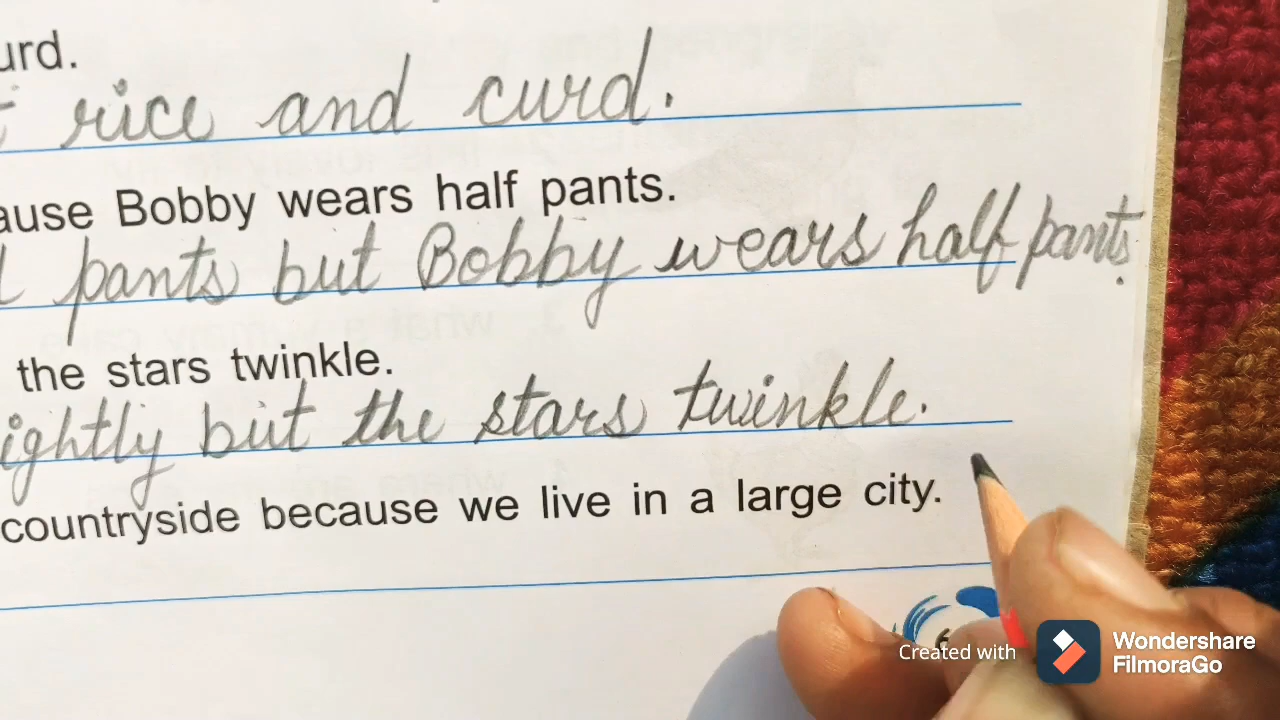 urd.
rice and curd.
ause Bobby wears half pants.
pants but Bobby wears half pants.
the stars twinkle.
ightly but the stars twinkle.
countryside because we live in a large city.
Created with Wondershare FilmoraGo